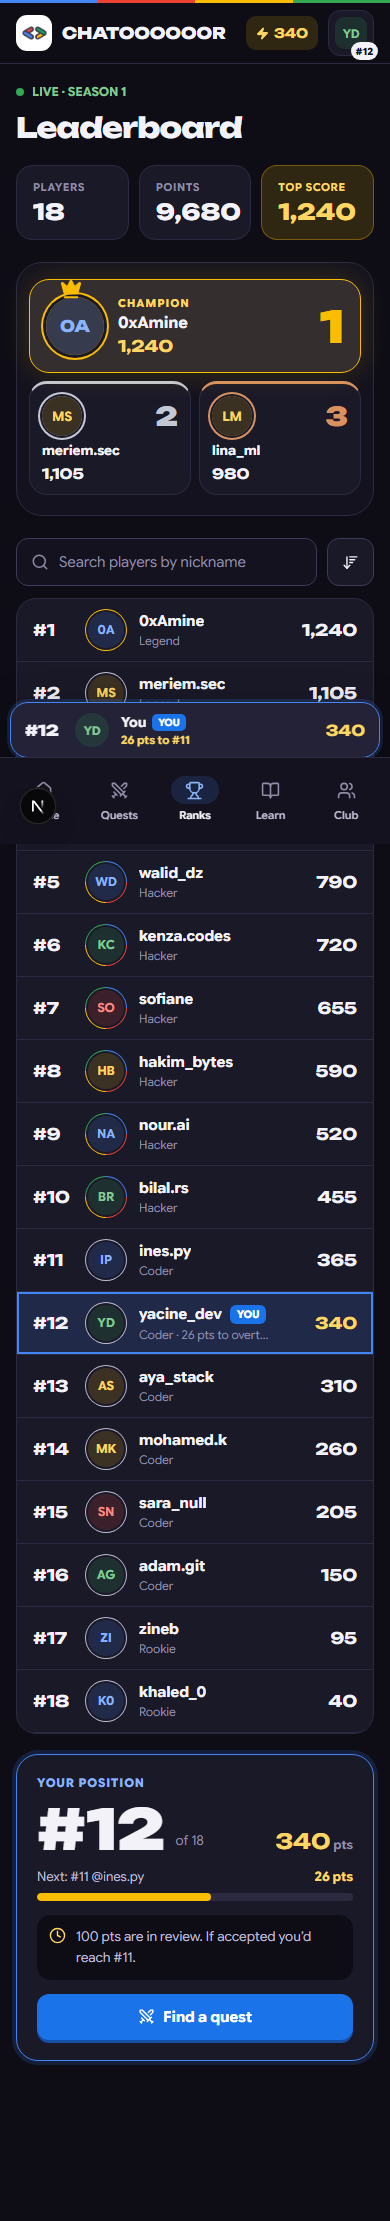 CHATOOOOOOR
340
YD
#12
LIVE · SEASON 1
Leaderboard
PLAYERS
18
POINTS
9,680
TOP SCORE
1,240
OA
CHAMPION
0xAmine
1,240
1
MS
2
meriem.sec
1,105
LM
3
lina_ml
980
Search players by nickname
#1
0A
0xAmine
Legend
1,240
#2
MS
meriem.sec
1,105
#12
YD
You
YOU
26 pts to #11
340
N
Quests
Ranks
Learn
Club
#5
WD
walid_dz
Hacker
790
#6
KC
kenza.codes
Hacker
720
#7
SO
sofiane
Hacker
655
#8
HB
hakim_bytes
Hacker
590
#9
NA
nour.ai
Hacker
520
#10
BR
bilal.rs
Hacker
455
#11
IP
ines.py
Coder
365
#12
YD
yacine_dev
YOU
Coder · 26 pts to overt...
340
#13
AS
aya_stack
Coder
310
#14
MK
mohamed.k
Coder
260
#15
SN
sara_null
Coder
205
#16
AG
adam.git
Coder
150
#17
ZI
zineb
Rookie
95
#18
K0
khaled_0
Rookie
40
YOUR POSITION
#12
of 18
340 pts
Next: #11 @ines.py
26 pts
100 pts are in review. If accepted you'd
reach #11.
Find a quest